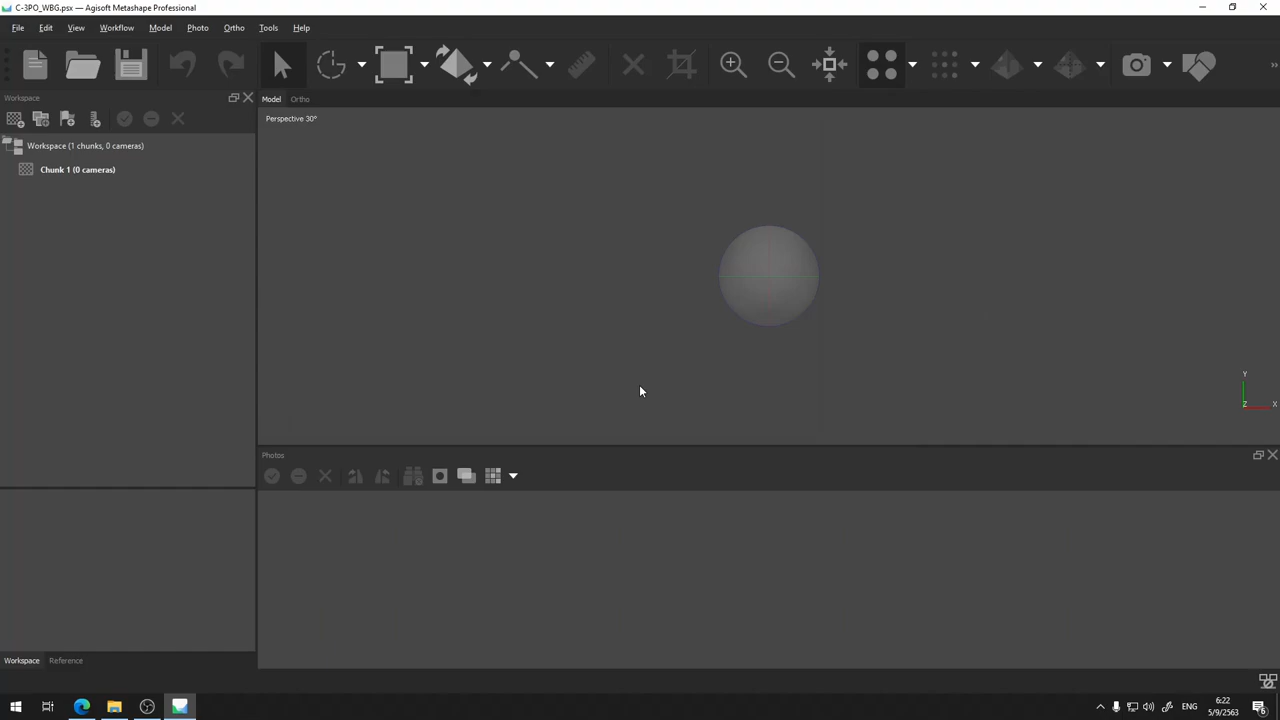 C-3PO_WBG.psx — Agisoft Metashape Professional
File Edit View Workflow Model Photo Ortho Tools Help
»
Workspace
Model Ortho
Perspective 30°
Workspace (1 chunks, 0 cameras)
Chunk 1 (0 cameras)
Y
Z X
Photos
Workspace Reference
ENG
6:22
5/9/2563
6